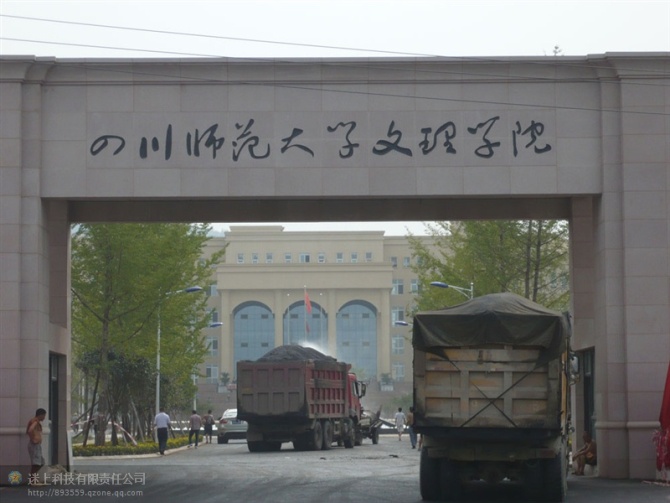 四川师范大学文理学院
迷上科技有限责任公司
http://893559.qzone.qq.com